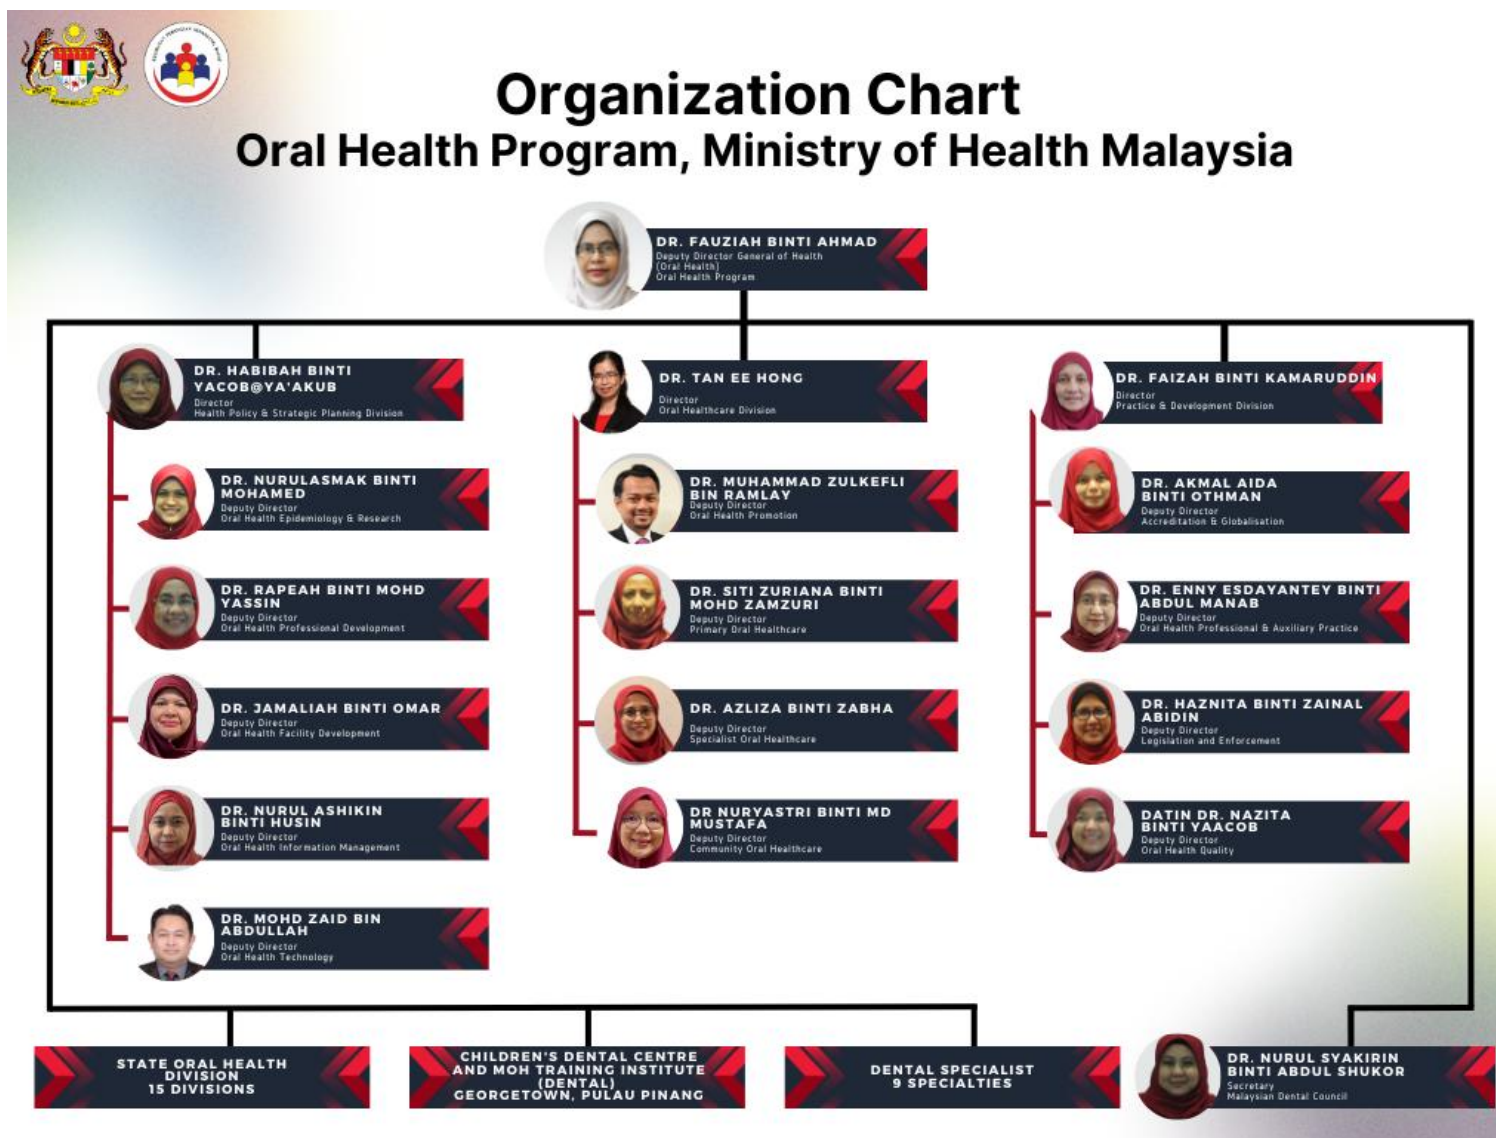 Organization Chart
Oral Health Program, Ministry of Health Malaysia
DR. FAUZIAH BINTI AHMAD
Deputy Director General of Health
(Oral Health)
Oral Health Program
DR. HABIBAH BINTI
YACOB@YA'AKUB
Director
Health Policy & Strategic Planning Division
DR. NURULASMAK BINTI
MOHAMED
Deputy Director
Oral Health Epidemiology & Research
DR. RAPEAH BINTI MOHD
YASSIN
Deputy Director
Oral Health Professional Development
DR. JAMALIAH BINTI OMAR
Deputy Director
Oral Health Facility Development
DR. NURUL ASHIKIN
BINTI HUSIN
Deputy Director
Oral Health Information Management
DR. MOHD ZAID BIN
ABDULLAH
Deputy Director
Oral Health Technology
DR. TAN EE HONG
Director
Oral Healthcare Division
DR. MUHAMMAD ZULKEFLI
BIN RAMLAY
Deputy Director
Oral Health Promotion
DR. SITI ZURIANA BINTI
MOHD ZAMZURI
Deputy Director
Primary Oral Healthcare
DR. AZLIZA BINTI ZABHA
Deputy Director
Specialist Oral Healthcare
DR NURYASTRI BINTI MD
MUSTAFA
Deputy Director
Community Oral Healthcare
DR. FAIZAH BINTI KAMARUDDIN
Director
Practice & Development Division
DR. AKMAL AIDA
BINTI OTHMAN
Deputy Director
Accreditation & Globalisation
DR. ENNY ESDAYANTEY BINTI
ABDUL MANAB
Deputy Director
Oral Health Professional & Auxiliary Practice
DR. HAZNITA BINTI ZAINAL
ABIDIN
Deputy Director
Legislation and Enforcement
DATIN DR. NAZITA
BINTI YAACOB
Deputy Director
Oral Health Quality
STATE ORAL HEALTH
DIVISION
15 DIVISIONS
CHILDREN'S DENTAL CENTRE
AND MOH TRAINING INSTITUTE
(DENTAL)
GEORGETOWN, PULAU PINANG
DENTAL SPECIALIST
9 SPECIALTIES
DR. NURUL SYAKIRIN
BINTI ABDUL SHUKOR
Secretary
Malaysian Dental Council